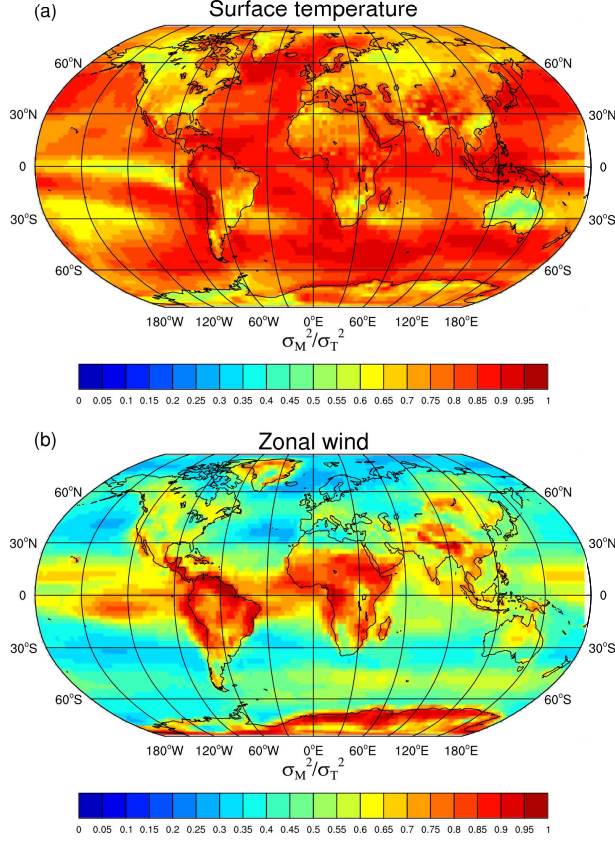 (a) Surface temperature
60°N 60°N
30°N 30°N
0 0
30°S 30°S
60°S 60°S
180°W 120°W 60°W 0°E 60°E 120°E 180°E
σM²/σT²
0 0.05 0.1 0.15 0.2 0.25 0.3 0.35 0.4 0.45 0.5 0.55 0.6 0.65 0.7 0.75 0.8 0.85 0.9 0.95 1
(b) Zonal wind
60°N 60°N
30°N 30°N
0 0
30°S 30°S
60°S 60°S
180°W 120°W 60°W 0°E 60°E 120°E 180°E
σM²/σT²
0 0.05 0.1 0.15 0.2 0.25 0.3 0.35 0.4 0.45 0.5 0.55 0.6 0.65 0.7 0.75 0.8 0.85 0.9 0.95 1